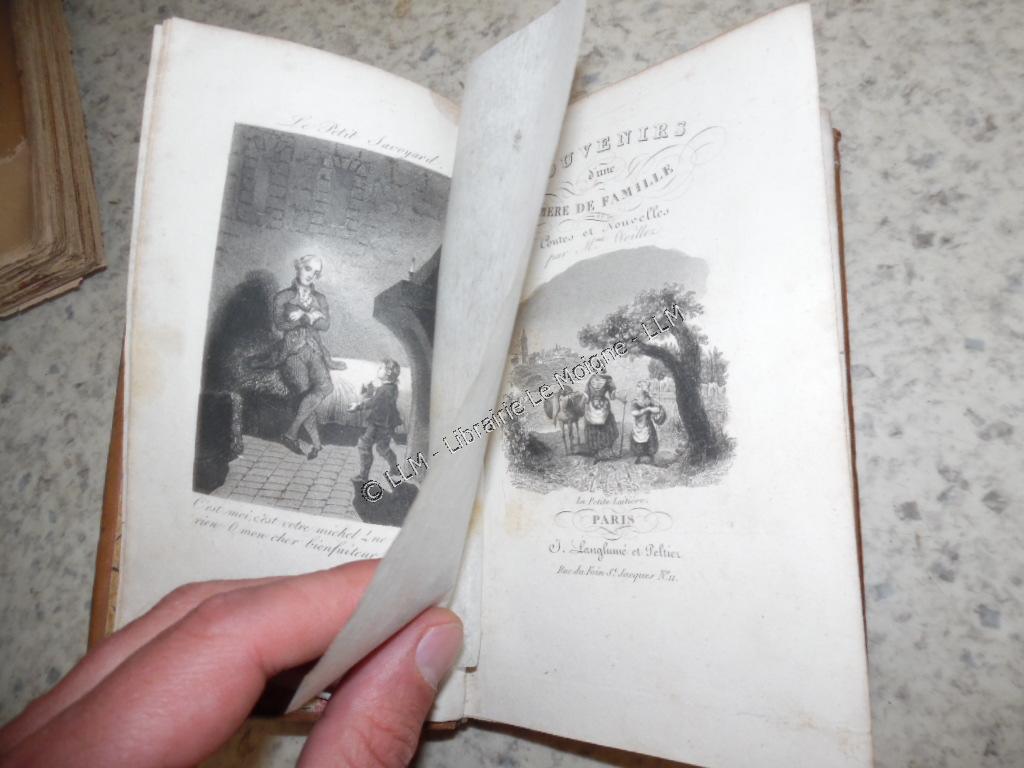 Le Petit Savoyard.
C'est moi, c'est votre michel, ne
rien O mon cher bienfaiteur
OUVENIRS
d'une
MERE DE FAMILLE
Contes et Nouvelles
par Mme
La Petite Laitiere.
PARIS
J. Langlumé et Peltier
Rue du Foin St. Jacques No. 11.
© LLM - Librairie Le Moigne - LLM